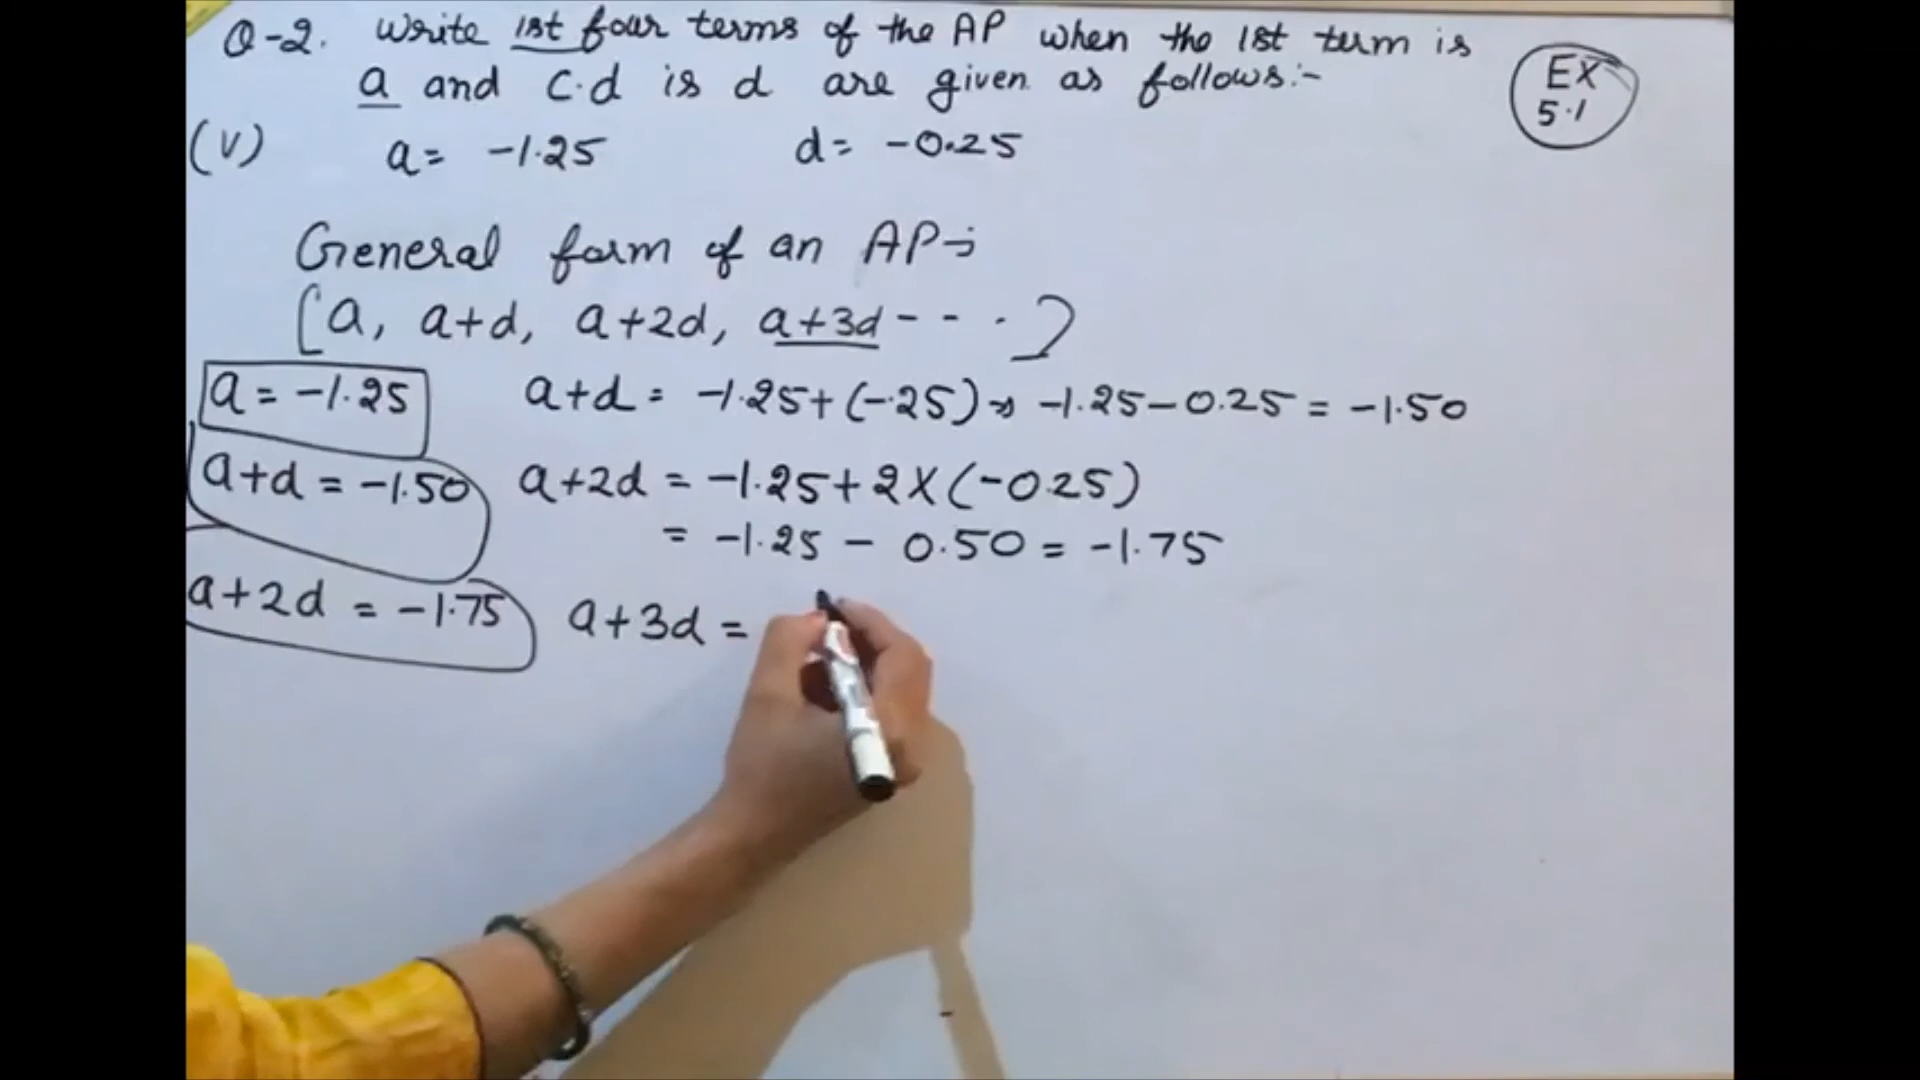 Q-2. Write 1st four terms of the AP when the 1st term is
a and C.d is d are given as follows:-
EX
5.1
(V) a = -1.25 d = -0.25
General form of an AP-;
[a, a+d, a+2d, a+3d - - - ]
a = -1.25 a+d = -1.25+(-.25) ⇒ -1.25-0.25 = -1.50
a+d = -1.50 a+2d = -1.25+2X(-0.25)
= -1.25 - 0.50 = -1.75
a+2d = -1.75 a+3d =